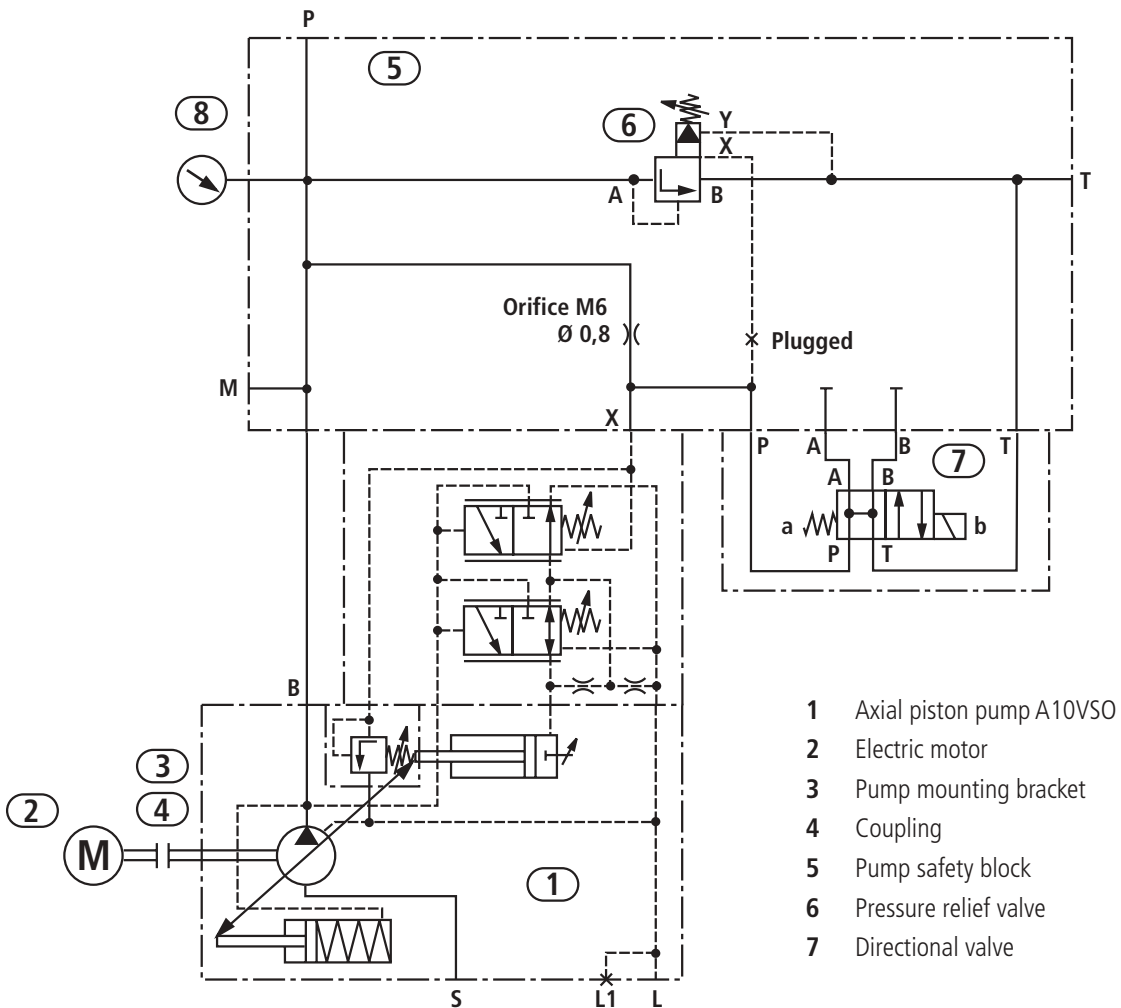 P
5
8
6
Y
X
A
B
T
Orifice M6
Ø 0,8
Plugged
M
X
P
A
B
T
7
A
B
a
b
P
T
B
3
4
2
M
1
S
L1
L
1 Axial piston pump A10VSO
2 Electric motor
3 Pump mounting bracket
4 Coupling
5 Pump safety block
6 Pressure relief valve
7 Directional valve